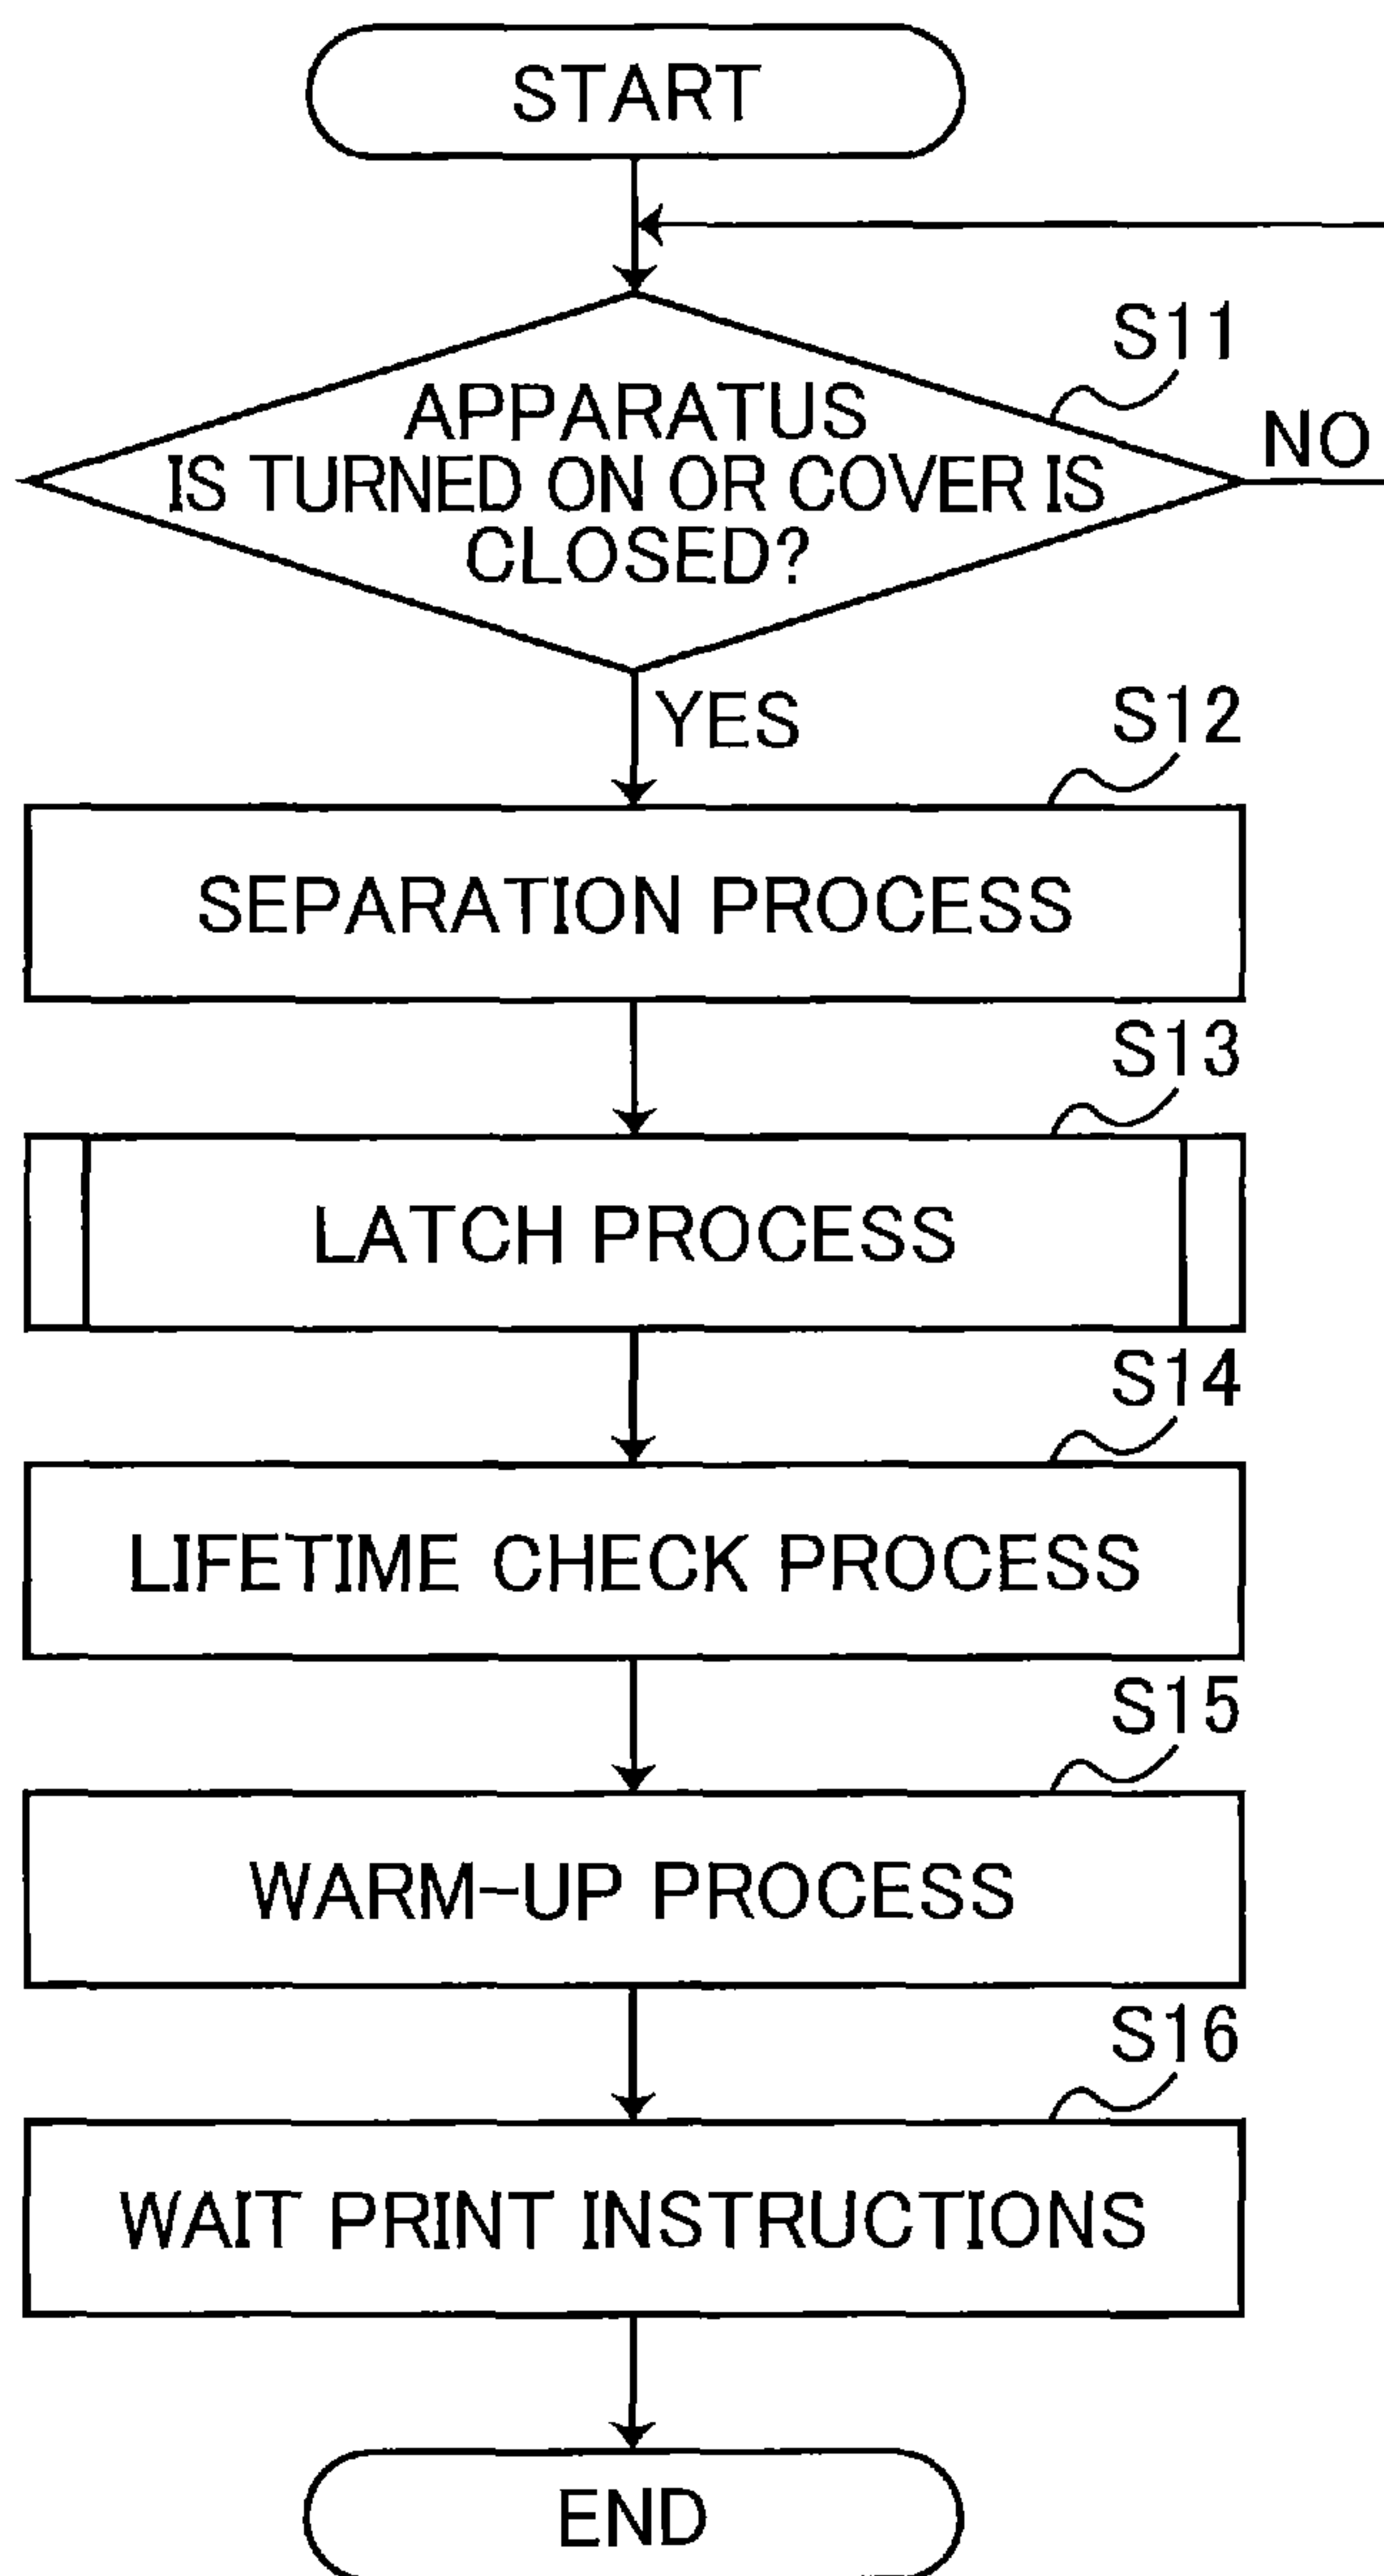 START
S11
APPARATUS
IS TURNED ON OR COVER IS
CLOSED?
NO
YES
S12
SEPARATION PROCESS
S13
LATCH PROCESS
S14
LIFETIME CHECK PROCESS
S15
WARM-UP PROCESS
S16
WAIT PRINT INSTRUCTIONS
END